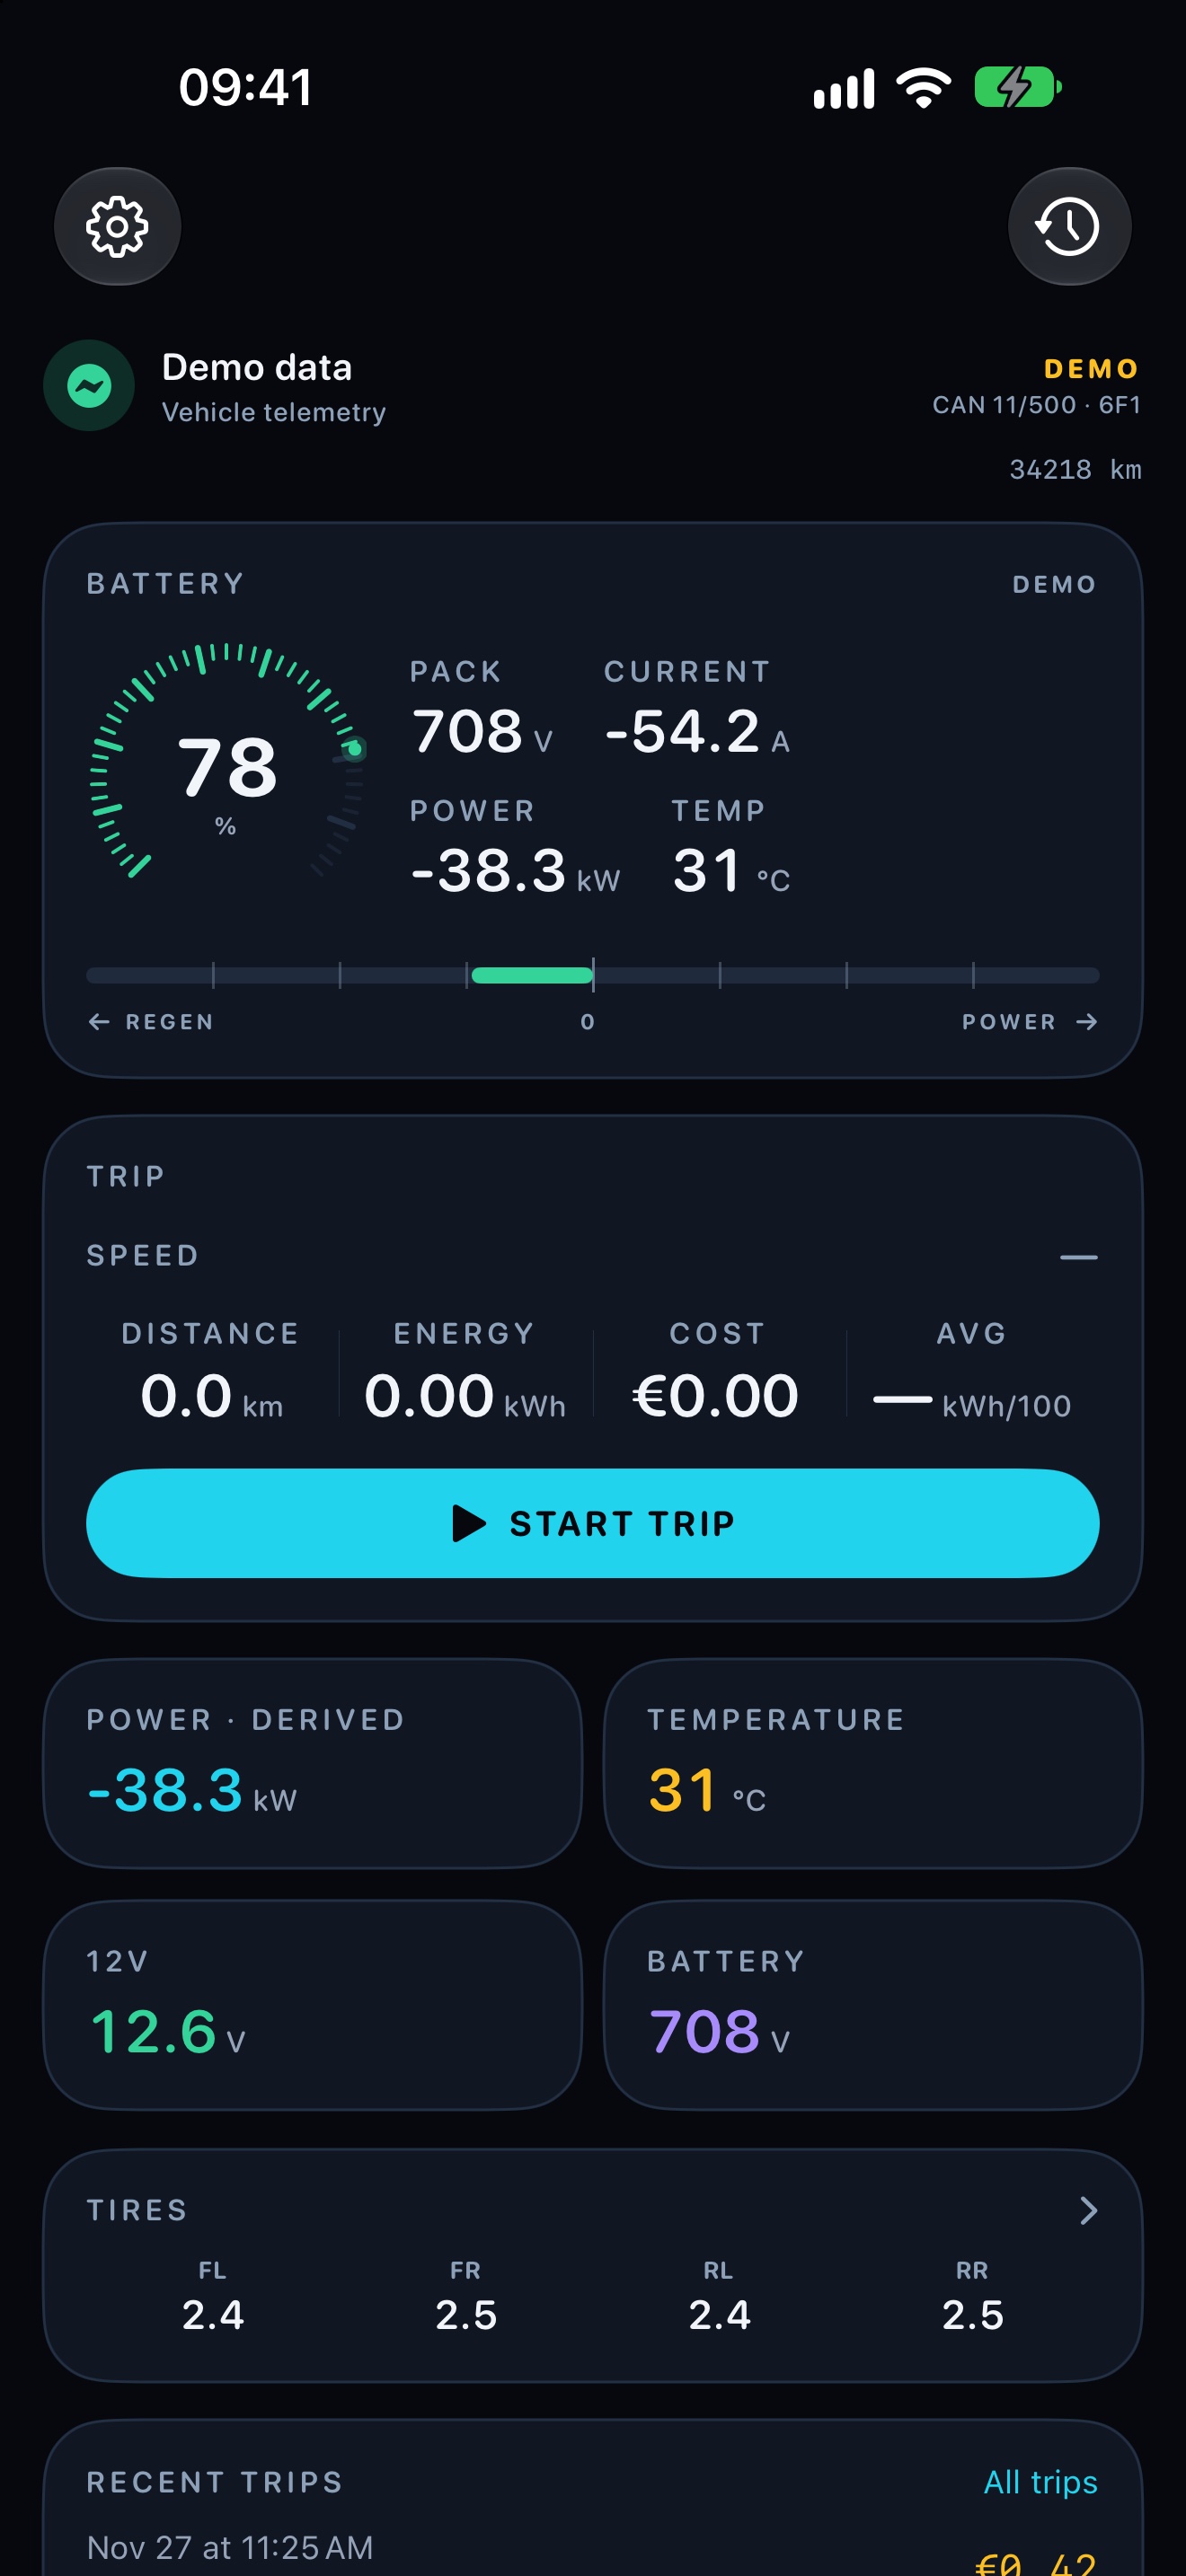 09:41
Demo data
DEMO
Vehicle telemetry
CAN 11/500 · 6F1
34218 km
BATTERY
DEMO
78
%
PACK
CURRENT
708 V
-54.2 A
POWER
TEMP
-38.3 kW
31 °C
← REGEN
0
POWER →
TRIP
SPEED
—
DISTANCE
ENERGY
COST
AVG
0.0 km
0.00 kWh
€0.00
— kWh/100
START TRIP
POWER · DERIVED
TEMPERATURE
-38.3 kW
31 °C
12V
BATTERY
12.6 V
708 V
TIRES
FL
FR
RL
RR
2.4
2.5
2.4
2.5
RECENT TRIPS
All trips
Nov 27 at 11:25 AM
€0.42